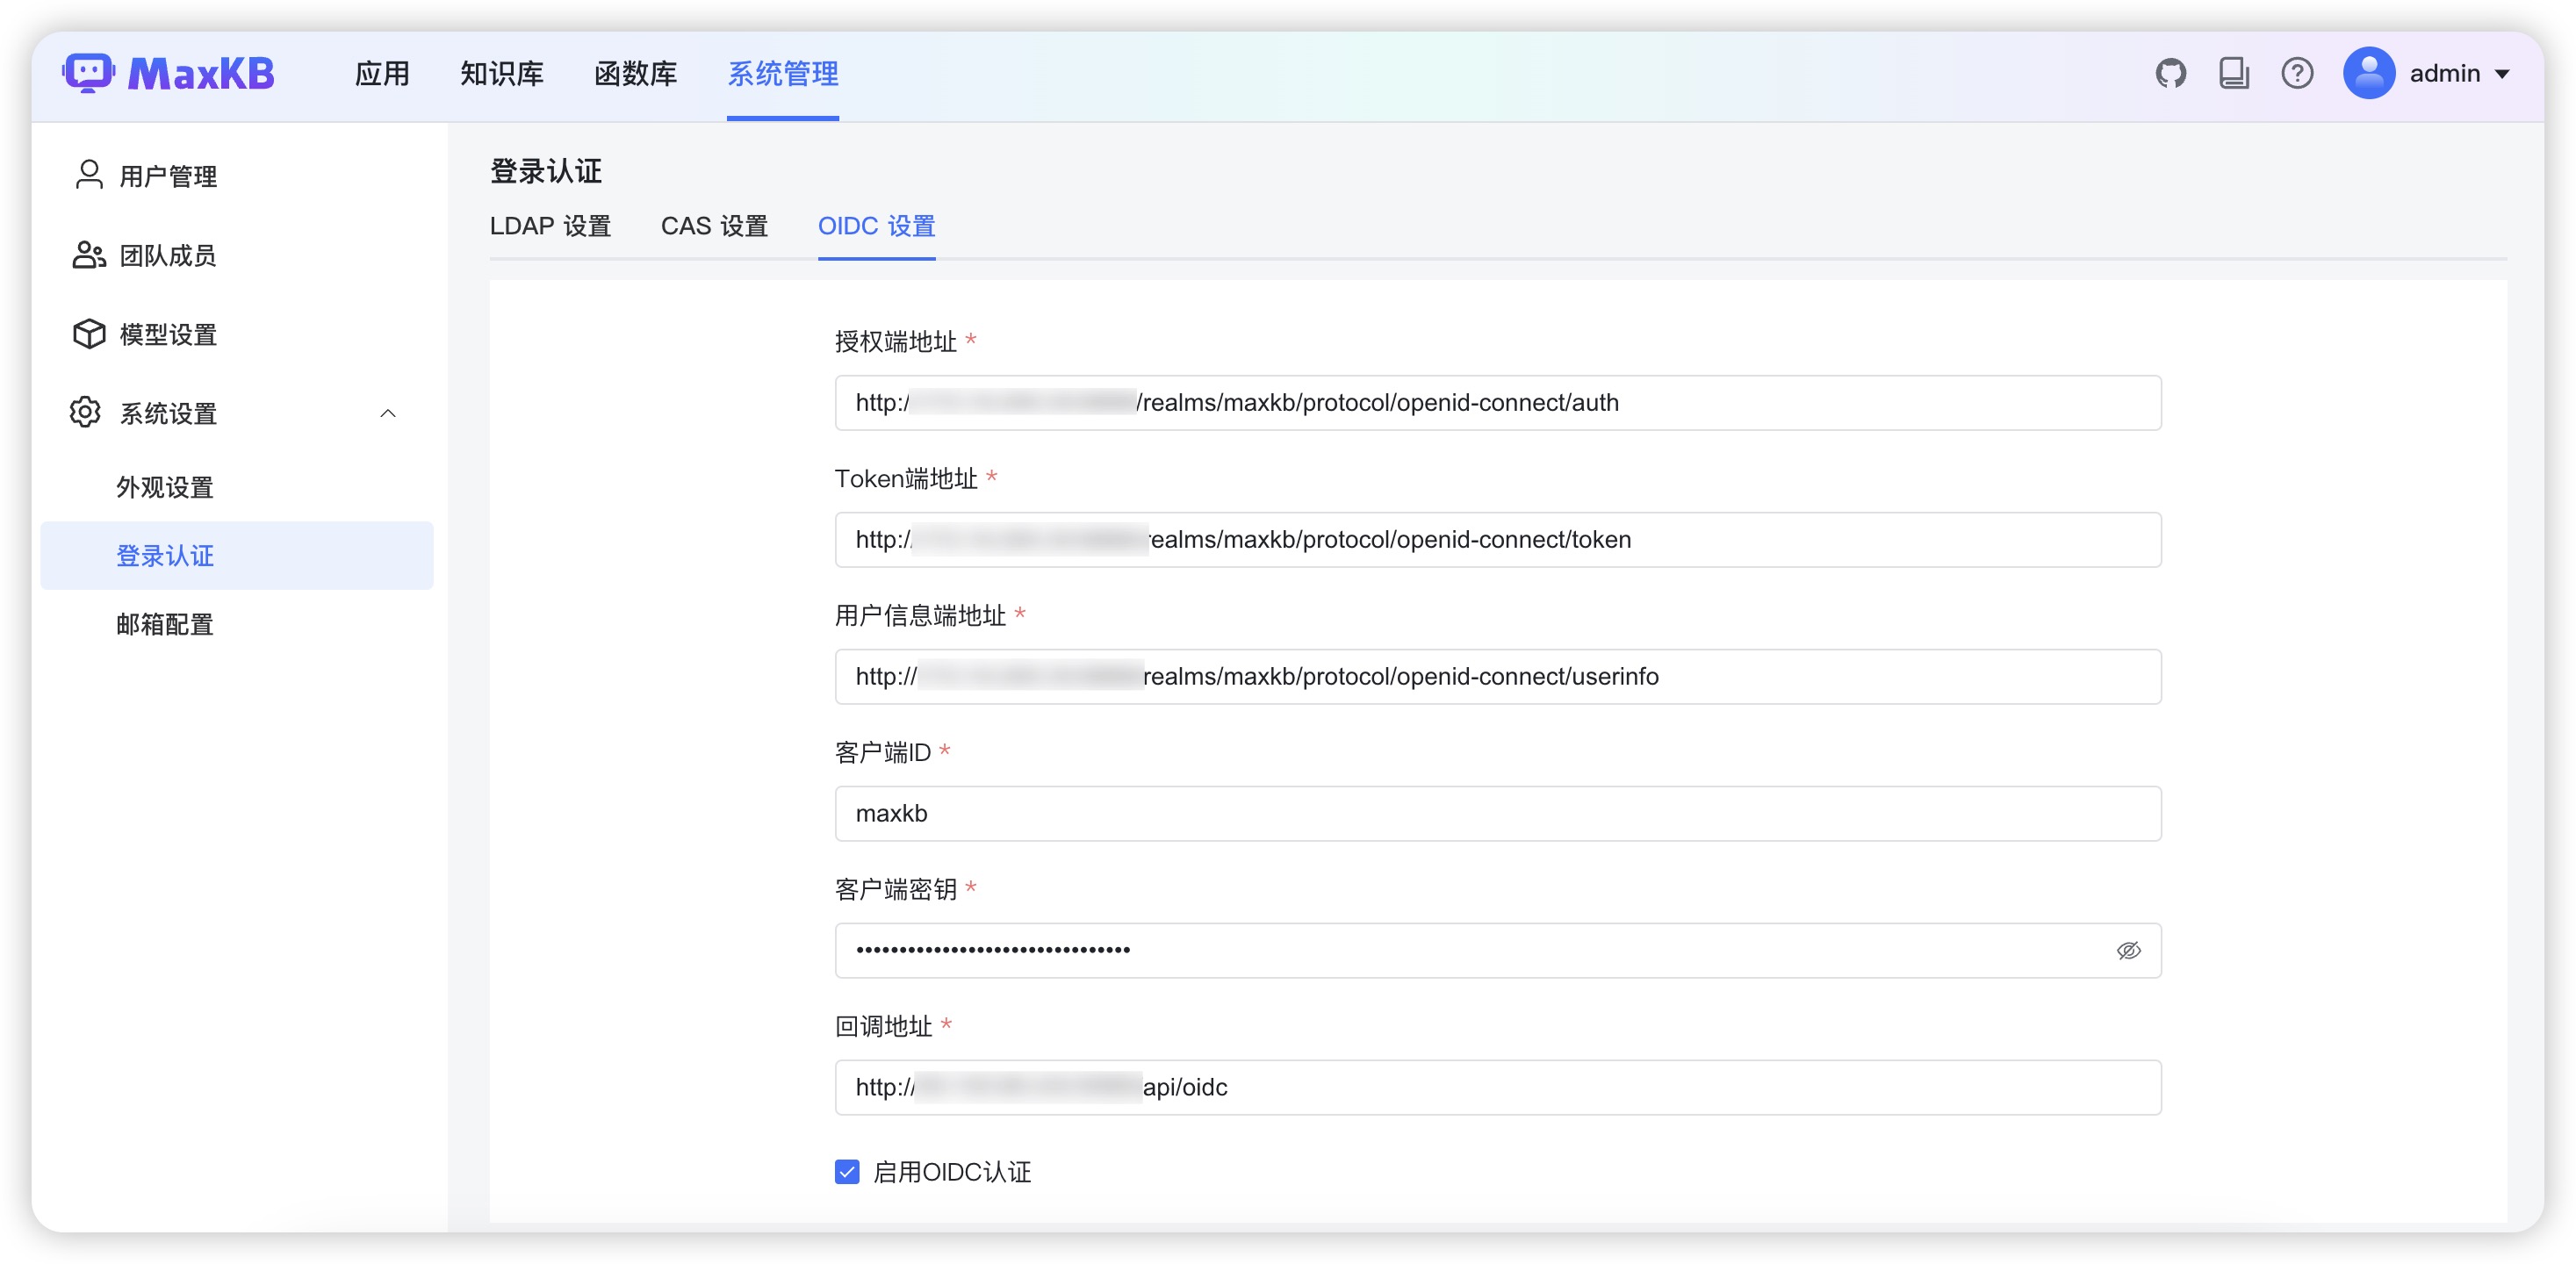 MaxKB
应用 知识库 函数库 系统管理
admin
用户管理
团队成员
模型设置
系统设置
外观设置
登录认证
邮箱配置
登录认证
LDAP 设置 CAS 设置 OIDC 设置
授权端地址 *
http:/ /realms/maxkb/protocol/openid-connect/auth
Token端地址 *
http:/ realms/maxkb/protocol/openid-connect/token
用户信息端地址 *
http:// realms/maxkb/protocol/openid-connect/userinfo
客户端ID *
maxkb
客户端密钥 *
••••••••••••••••••••••••••••••••
回调地址 *
http:/ api/oidc
启用OIDC认证